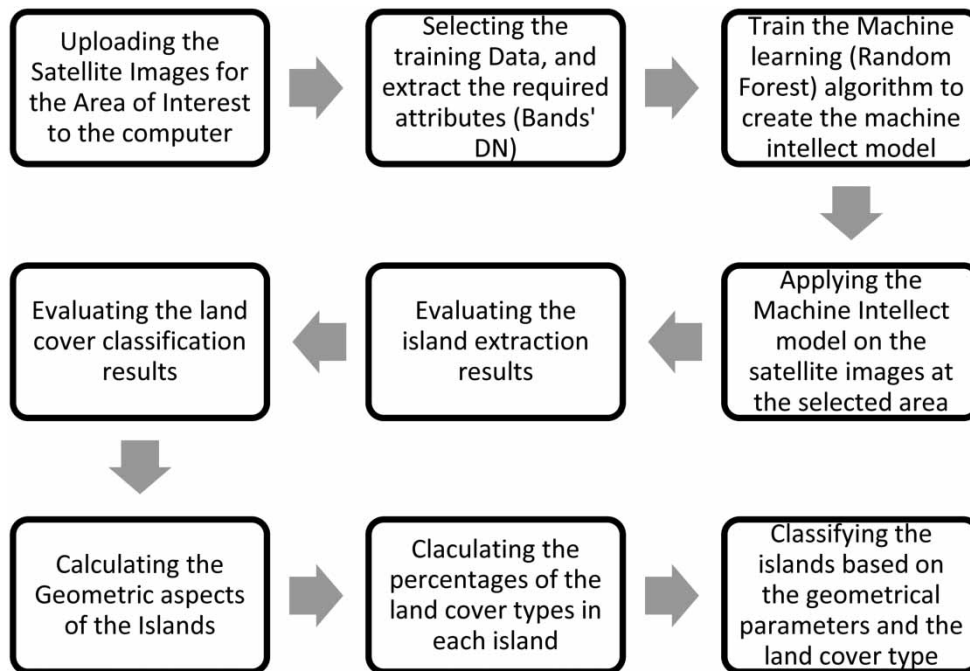 Uploading the
Satellite Images for
the Area of Interest
to the computer
Selecting the
training Data, and
extract the required
attributes (Bands'
DN)
Train the Machine
learning (Random
Forest) algorithm to
create the machine
intellect model
Applying the
Machine Intellect
model on the
satellite images at
the selected area
Evaluating the
island extraction
results
Evaluating the land
cover classification
results
Calculating the
Geometric aspects
of the Islands
Claculating the
percentages of the
land cover types in
each island
Classifying the
islands based on
the geometrical
parameters and the
land cover type